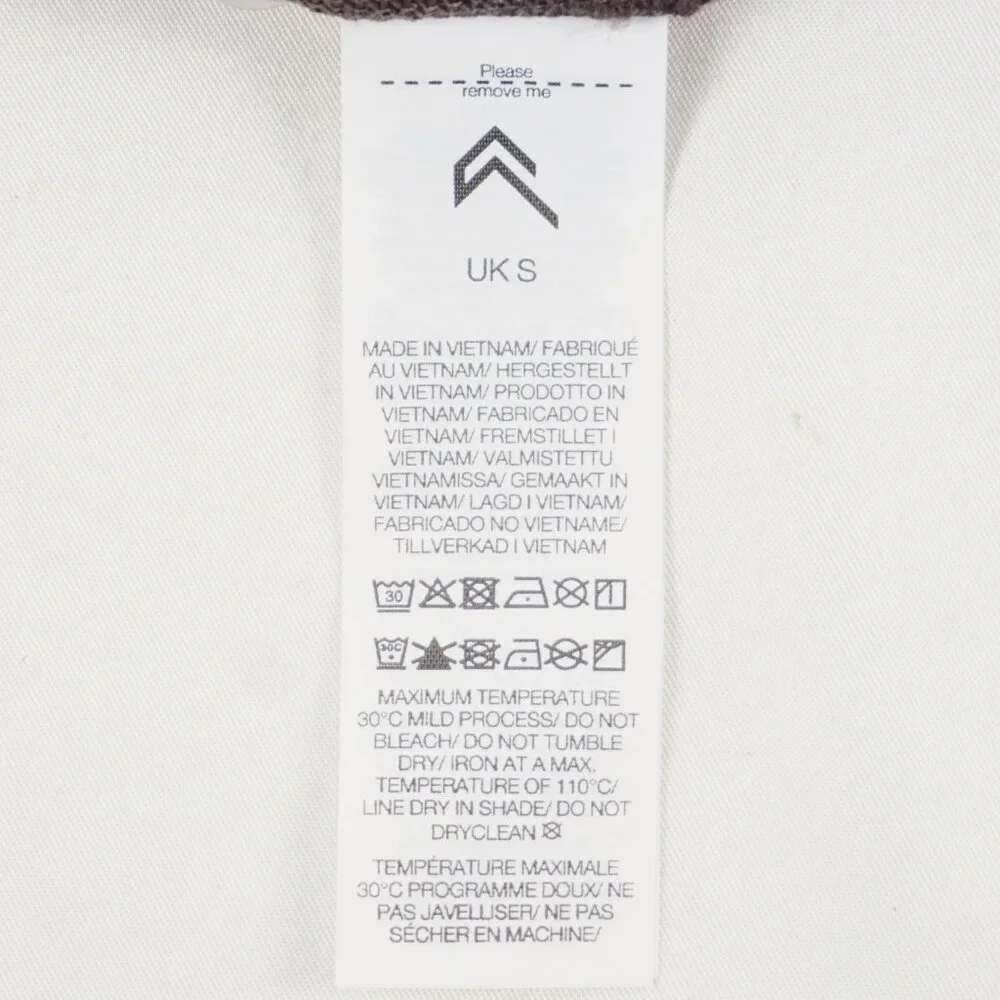 Please
remove me
UK S
MADE IN VIETNAM/ FABRIQUÉ
AU VIETNAM/ HERGESTELLT
IN VIETNAM/ PRODOTTO IN
VIETNAM/ FABRICADO EN
VIETNAM/ FREMSTILLET I
VIETNAM/ VALMISTETTU
VIETNAMISSA/ GEMAAKT IN
VIETNAM/ LAGD I VIETNAM/
FABRICADO NO VIETNAME/
TILLVERKAD I VIETNAM
30
30C
MAXIMUM TEMPERATURE
30°C MILD PROCESS/ DO NOT
BLEACH/ DO NOT TUMBLE
DRY/ IRON AT A MAX.
TEMPERATURE OF 110°C/
LINE DRY IN SHADE/ DO NOT
DRYCLEAN
TEMPÉRATURE MAXIMALE
30°C PROGRAMME DOUX/ NE
PAS JAVELLISER/ NE PAS
SÉCHER EN MACHINE/